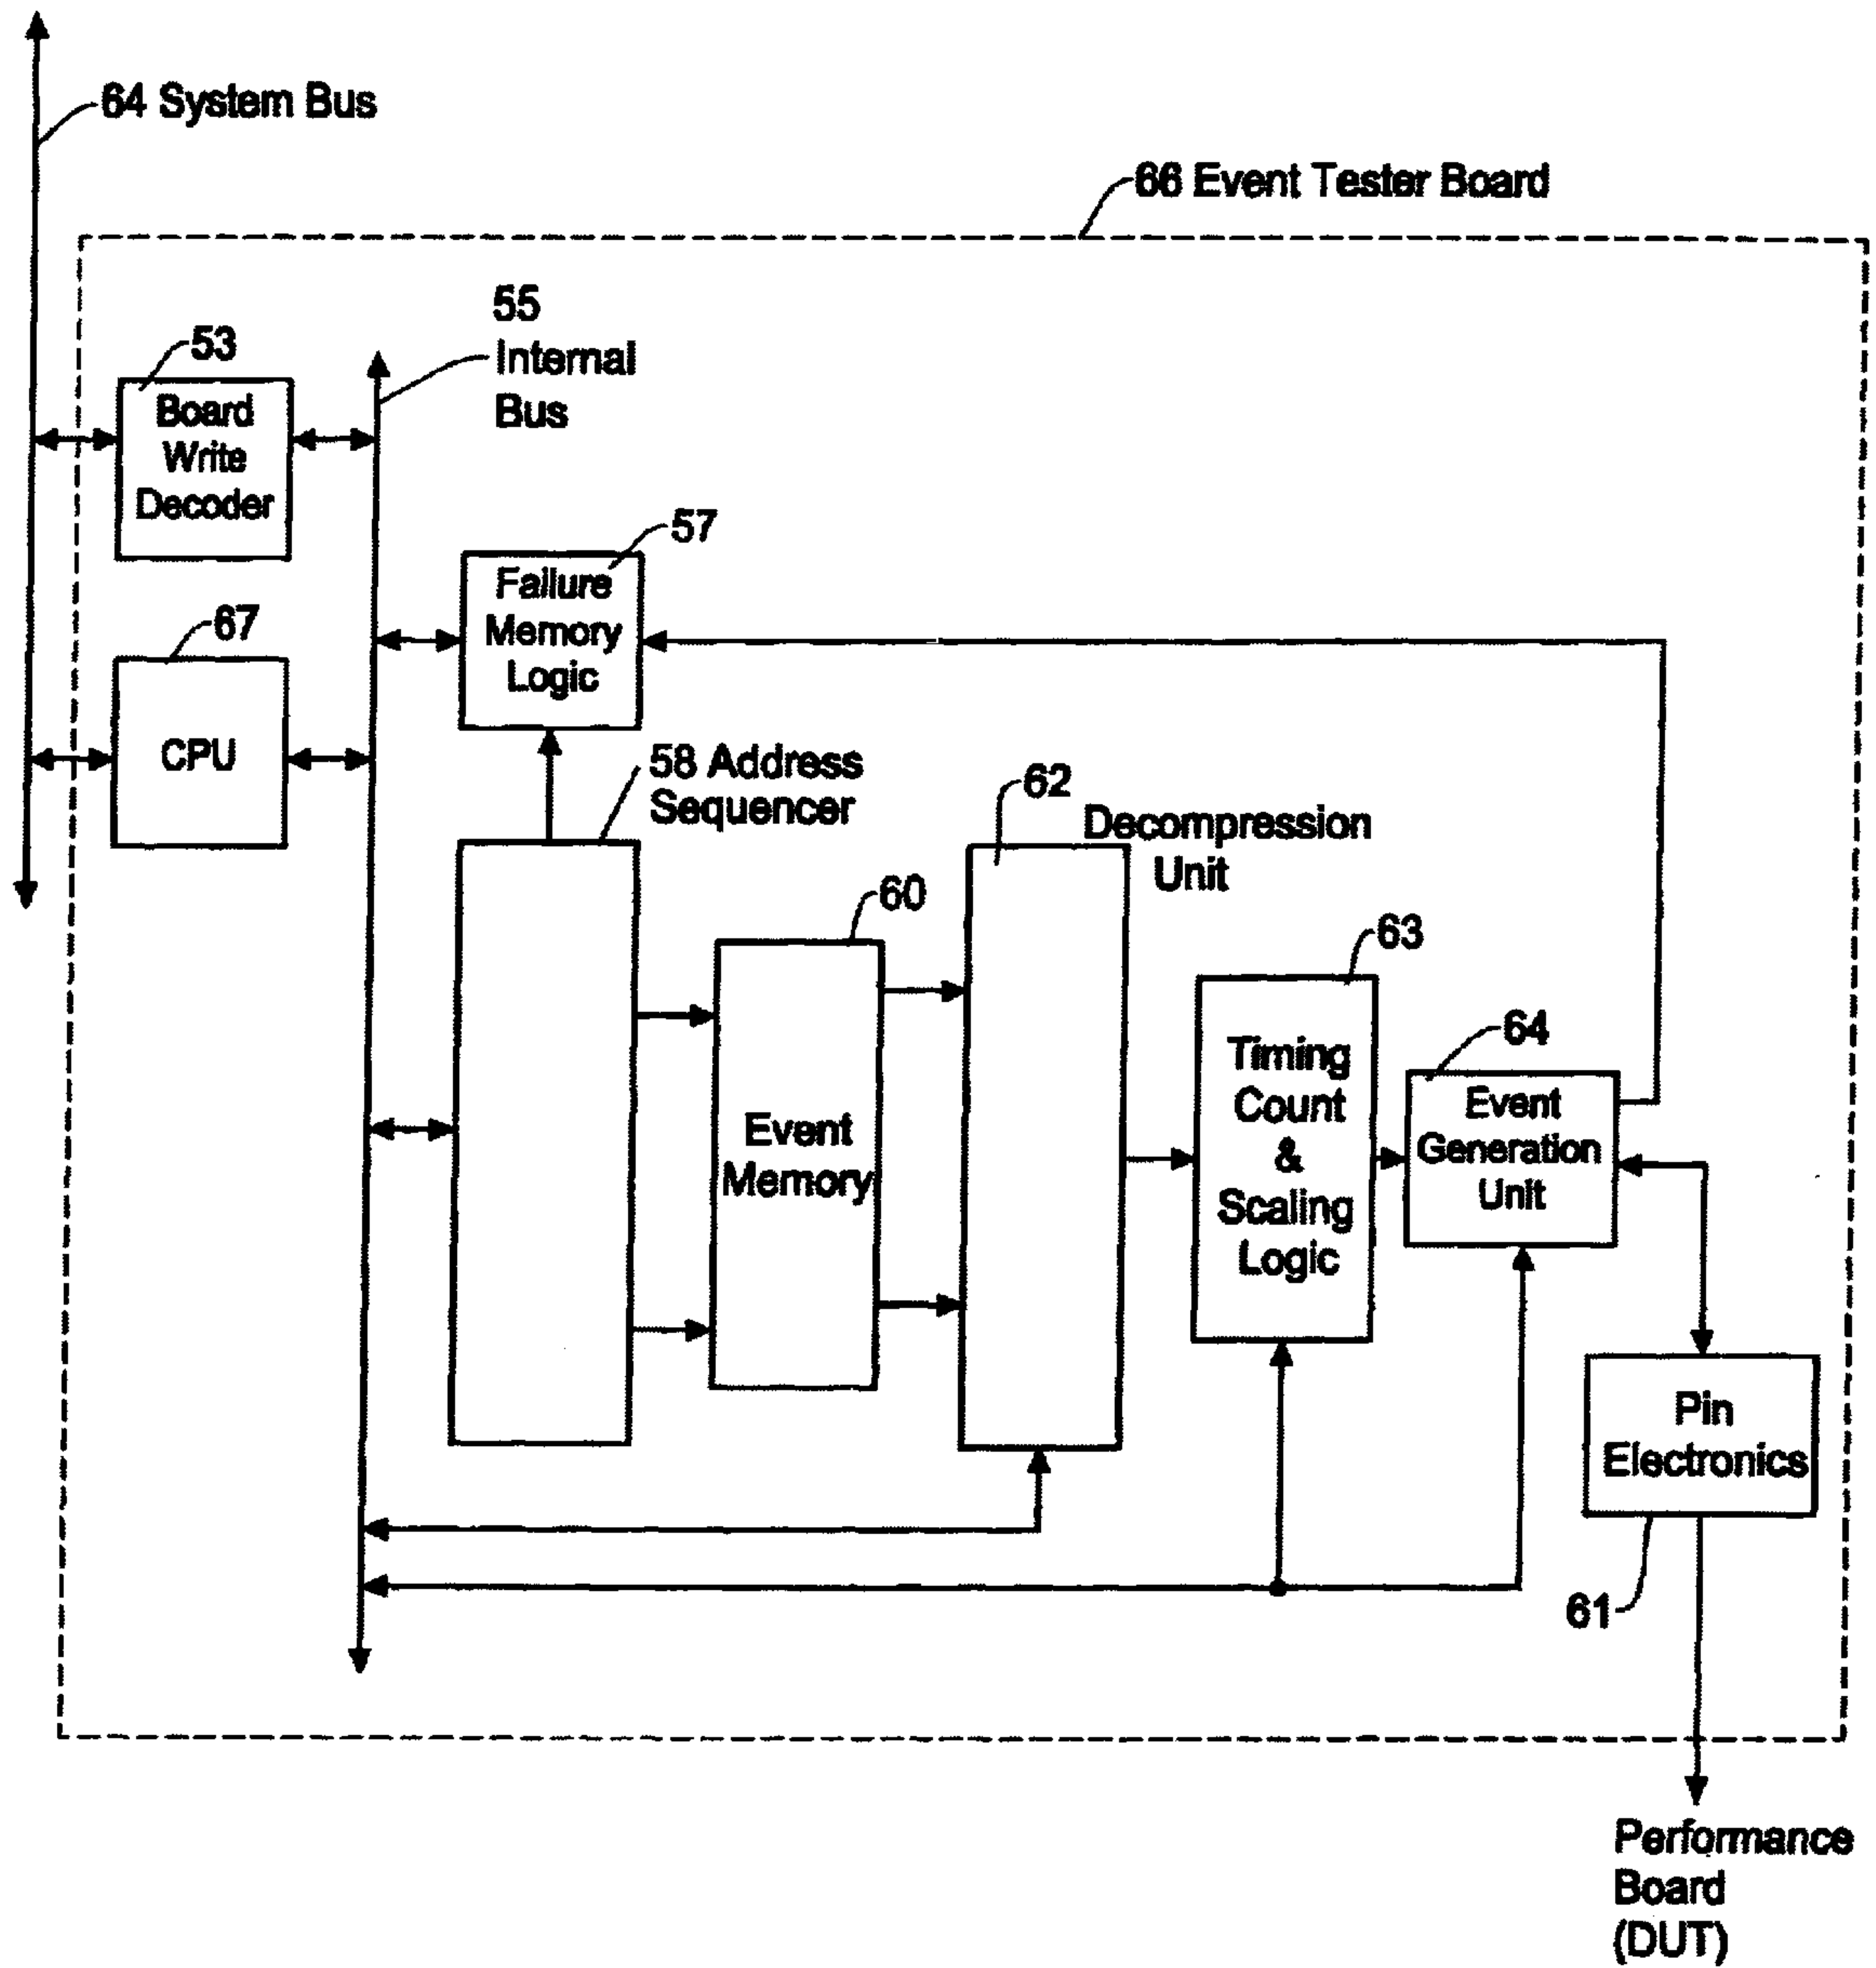 64 System Bus
66 Event Tester Board
55
Internal
Bus
53
Board
Write
Decoder
57
Failure
Memory
Logic
67
CPU
58 Address
Sequencer
62
Decompression
Unit
60
Event
Memory
63
Timing
Count
&
Scaling
Logic
64
Event
Generation
Unit
Pin
Electronics
61
Performance
Board
(DUT)